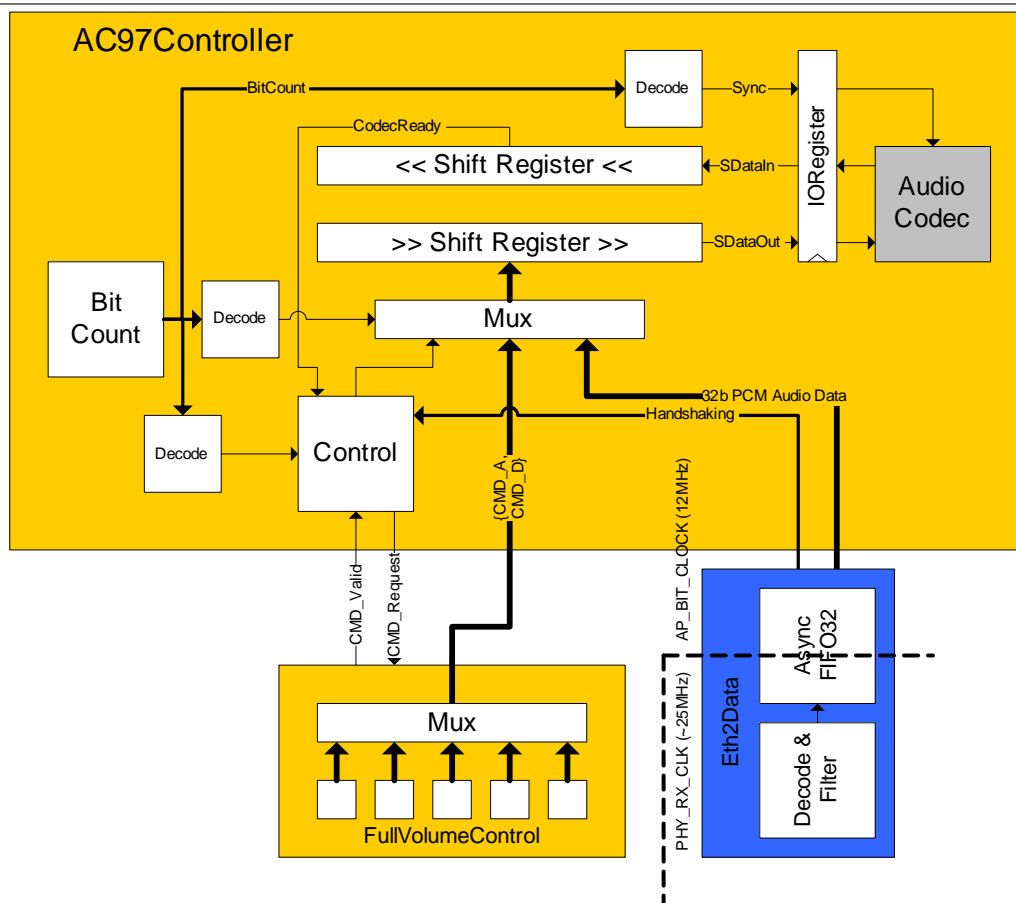 AC97Controller
BitCount
Decode
Sync
IORegister
CodecReady
<< Shift Register <<
SDataIn
Audio
Codec
>> Shift Register >>
SDataOut
Bit
Count
Decode
Mux
32b PCM Audio Data
Handshaking
Decode
Control
{CMD_A,
CMD_D}
CMD_Valid
CMD_Request
AP_BIT_CLOCK (12MHz)
Async
FIFO32
Mux
PHY_RX_CLK (~25MHz)
Eth2Data
Decode &
Filter
FullVolumeControl